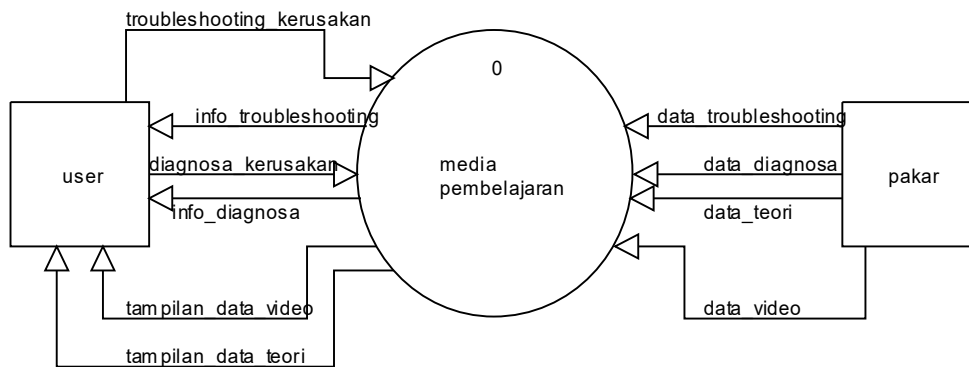 troubleshooting_kerusakan
0
info_troubleshooting
data_troubleshooting
user
diagnosa_kerusakan
media
pembelajaran
data_diagnosa
pakar
info_diagnosa
data_teori
tampilan_data_video
data_video
tampilan_data_teori